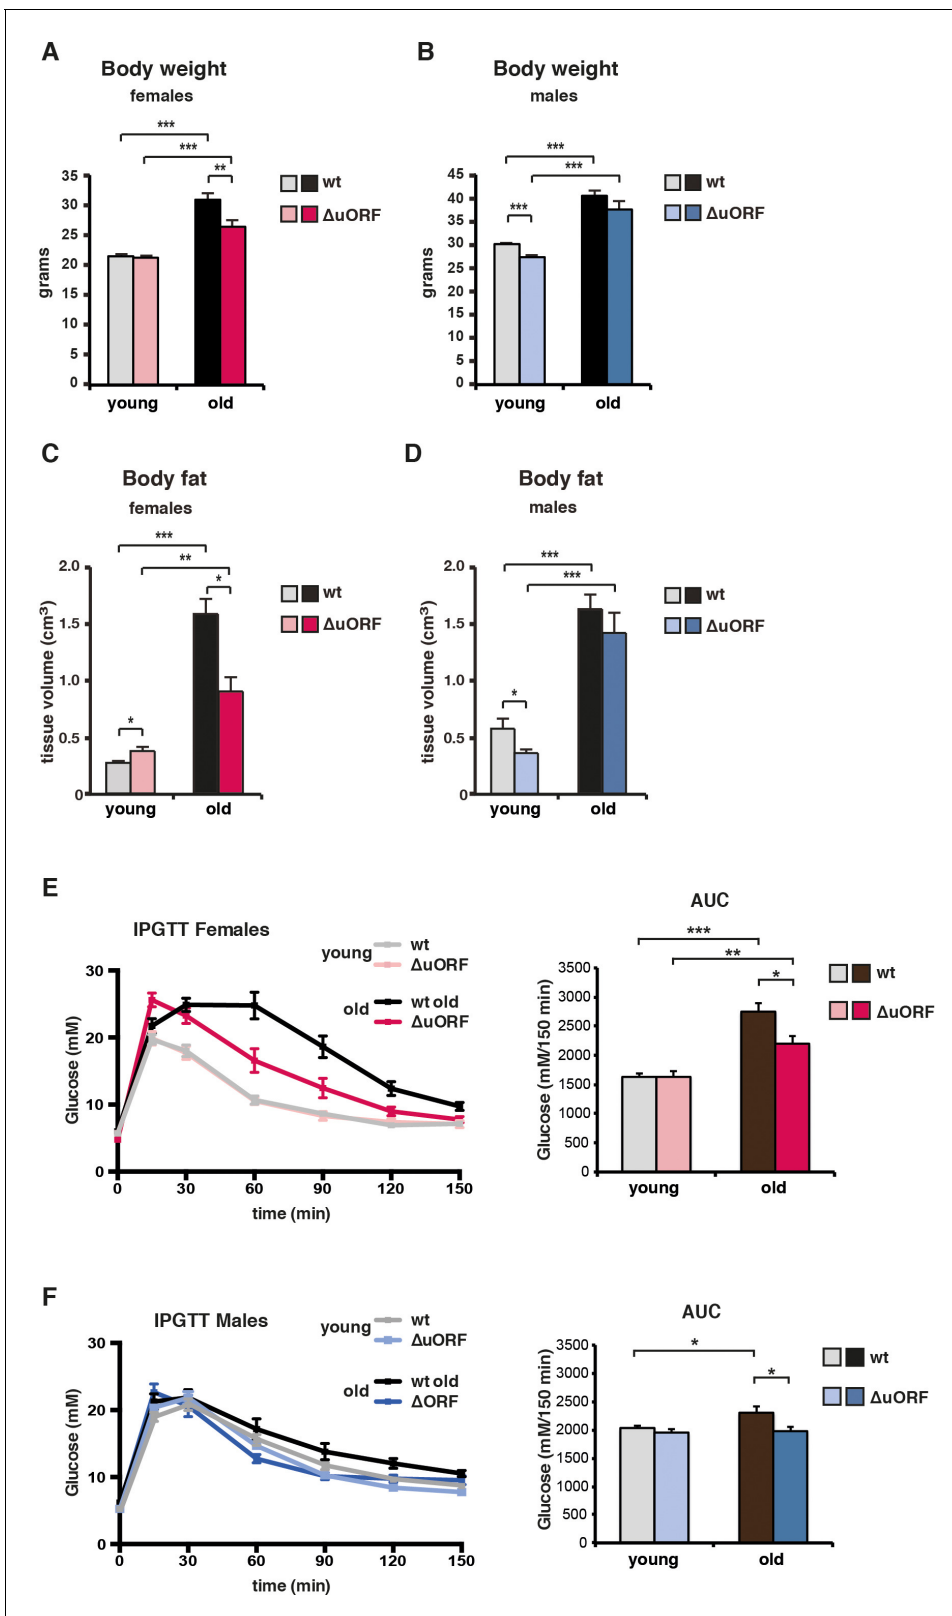 A
Body weight
females
***
***
**
35
30
25
20
15
10
5
0
grams
young
old
wt
ΔuORF
B
Body weight
males
***
***
***
45
40
35
30
25
20
15
10
5
0
grams
young
old
wt
ΔuORF
C
Body fat
females
***
**
*
*
2.0
1.5
1.0
0.5
0
tissue volume (cm³)
young
old
wt
ΔuORF
D
Body fat
males
***
***
*
2.0
1.5
1.0
0.5
0
tissue volume (cm³)
young
old
wt
ΔuORF
E
IPGTT Females
young
wt
ΔuORF
old
wt old
ΔuORF
30
20
10
0
Glucose (mM)
0 30 60 90 120 150
time (min)
AUC
***
**
*
3500
3000
2500
2000
1500
1000
500
0
Glucose (mM/150 min)
young
old
wt
ΔuORF
F
IPGTT Males
young
wt
ΔuORF
old
wt old
ΔORF
30
20
10
0
Glucose (mM)
0 30 60 90 120 150
time (min)
AUC
*
*
3500
3000
2500
2000
1500
1000
500
0
Glucose (mM/150 min)
young
old
wt
ΔuORF